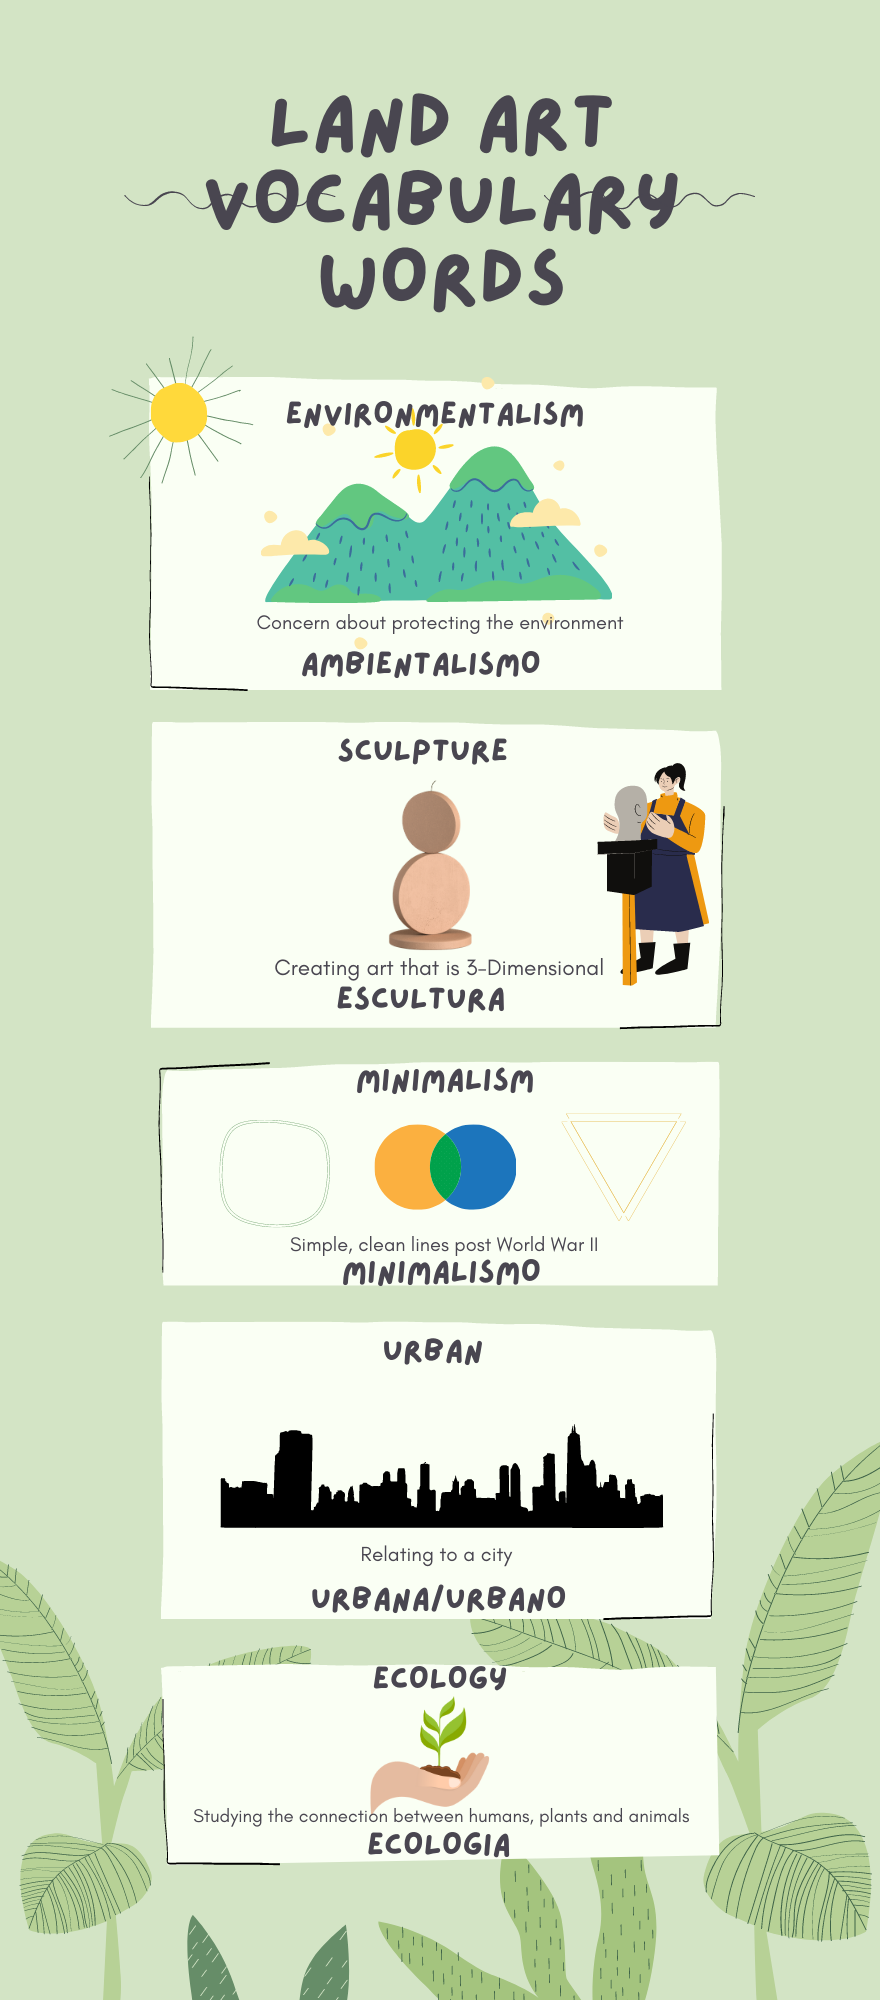 LAND ART
VOCABULARY
WORDS
ENVIRONMENTALISM
Concern about protecting the environment
AMBIENTALISMO
SCULPTURE
Creating art that is 3-Dimensional
ESCULTURA
MINIMALISM
Simple, clean lines post World War II
MINIMALISMO
URBAN
Relating to a city
URBANA/URBANO
ECOLOGY
Studying the connection between humans, plants and animals
ECOLOGIA